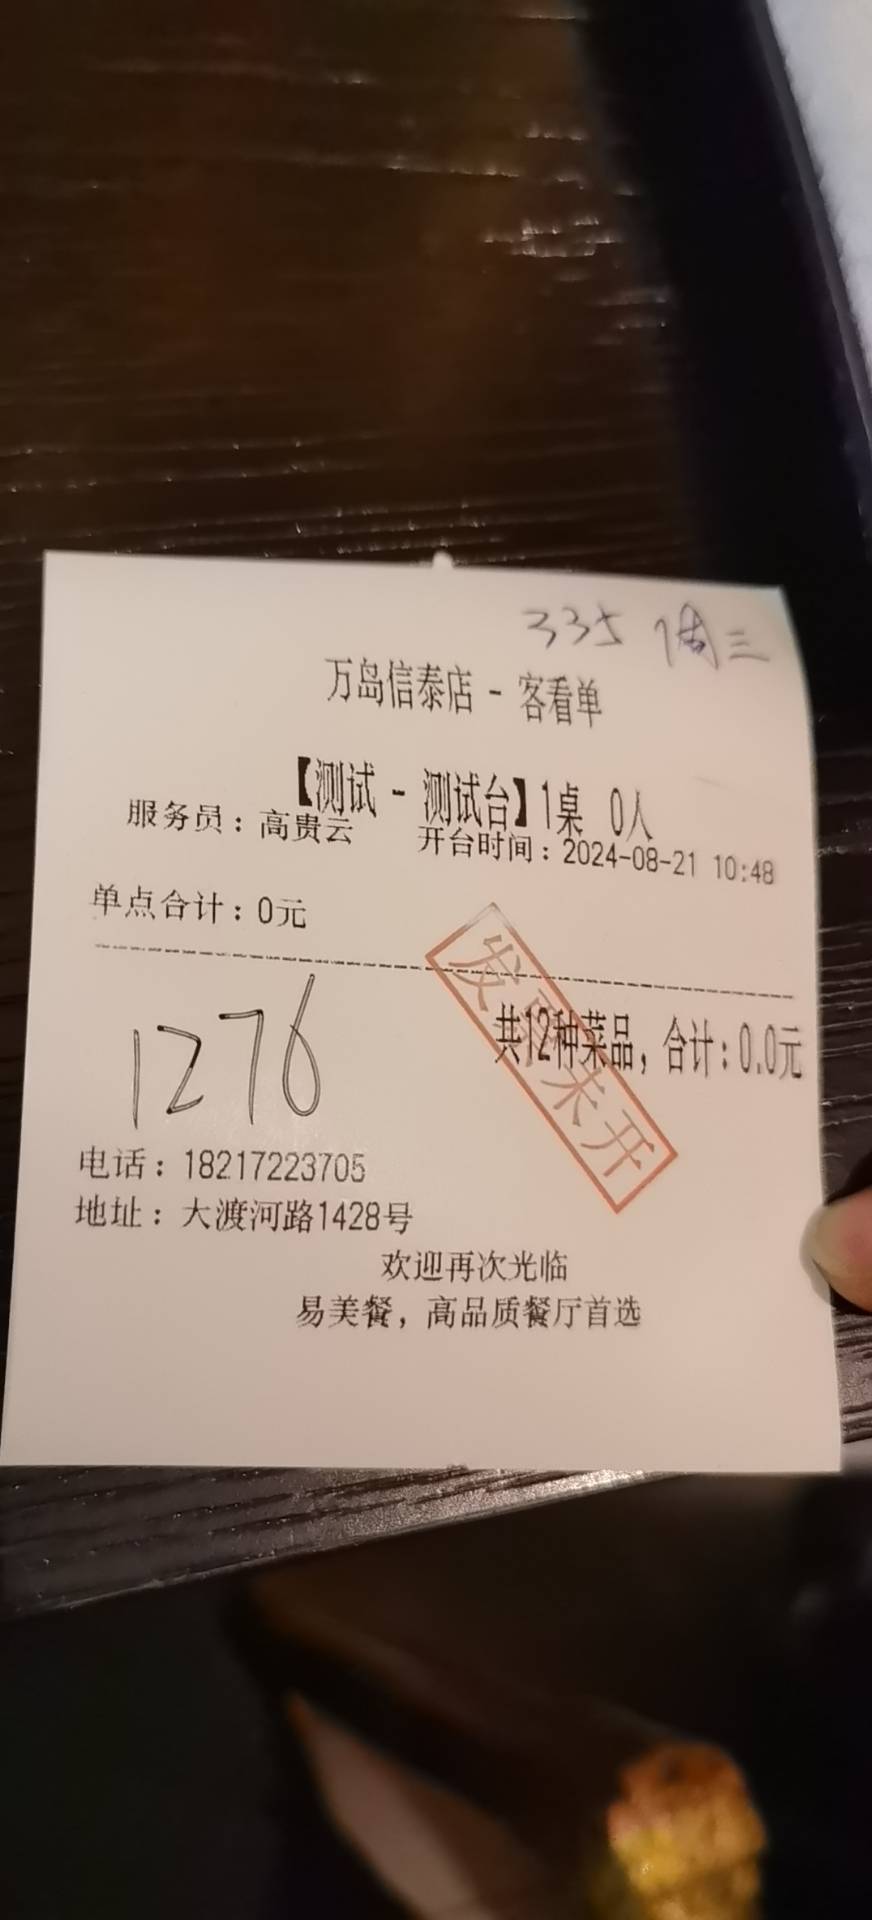 335 周三
万岛信泰店 - 客看单
【测试 - 测试台】1桌 0人
服务员：高贵云 开台时间：2024-08-21 10:48
单点合计：0元
发票未开
共12种菜品，合计：0.0元
1276
电话：18217223705
地址：大渡河路1428号
欢迎再次光临
易美餐，高品质餐厅首选